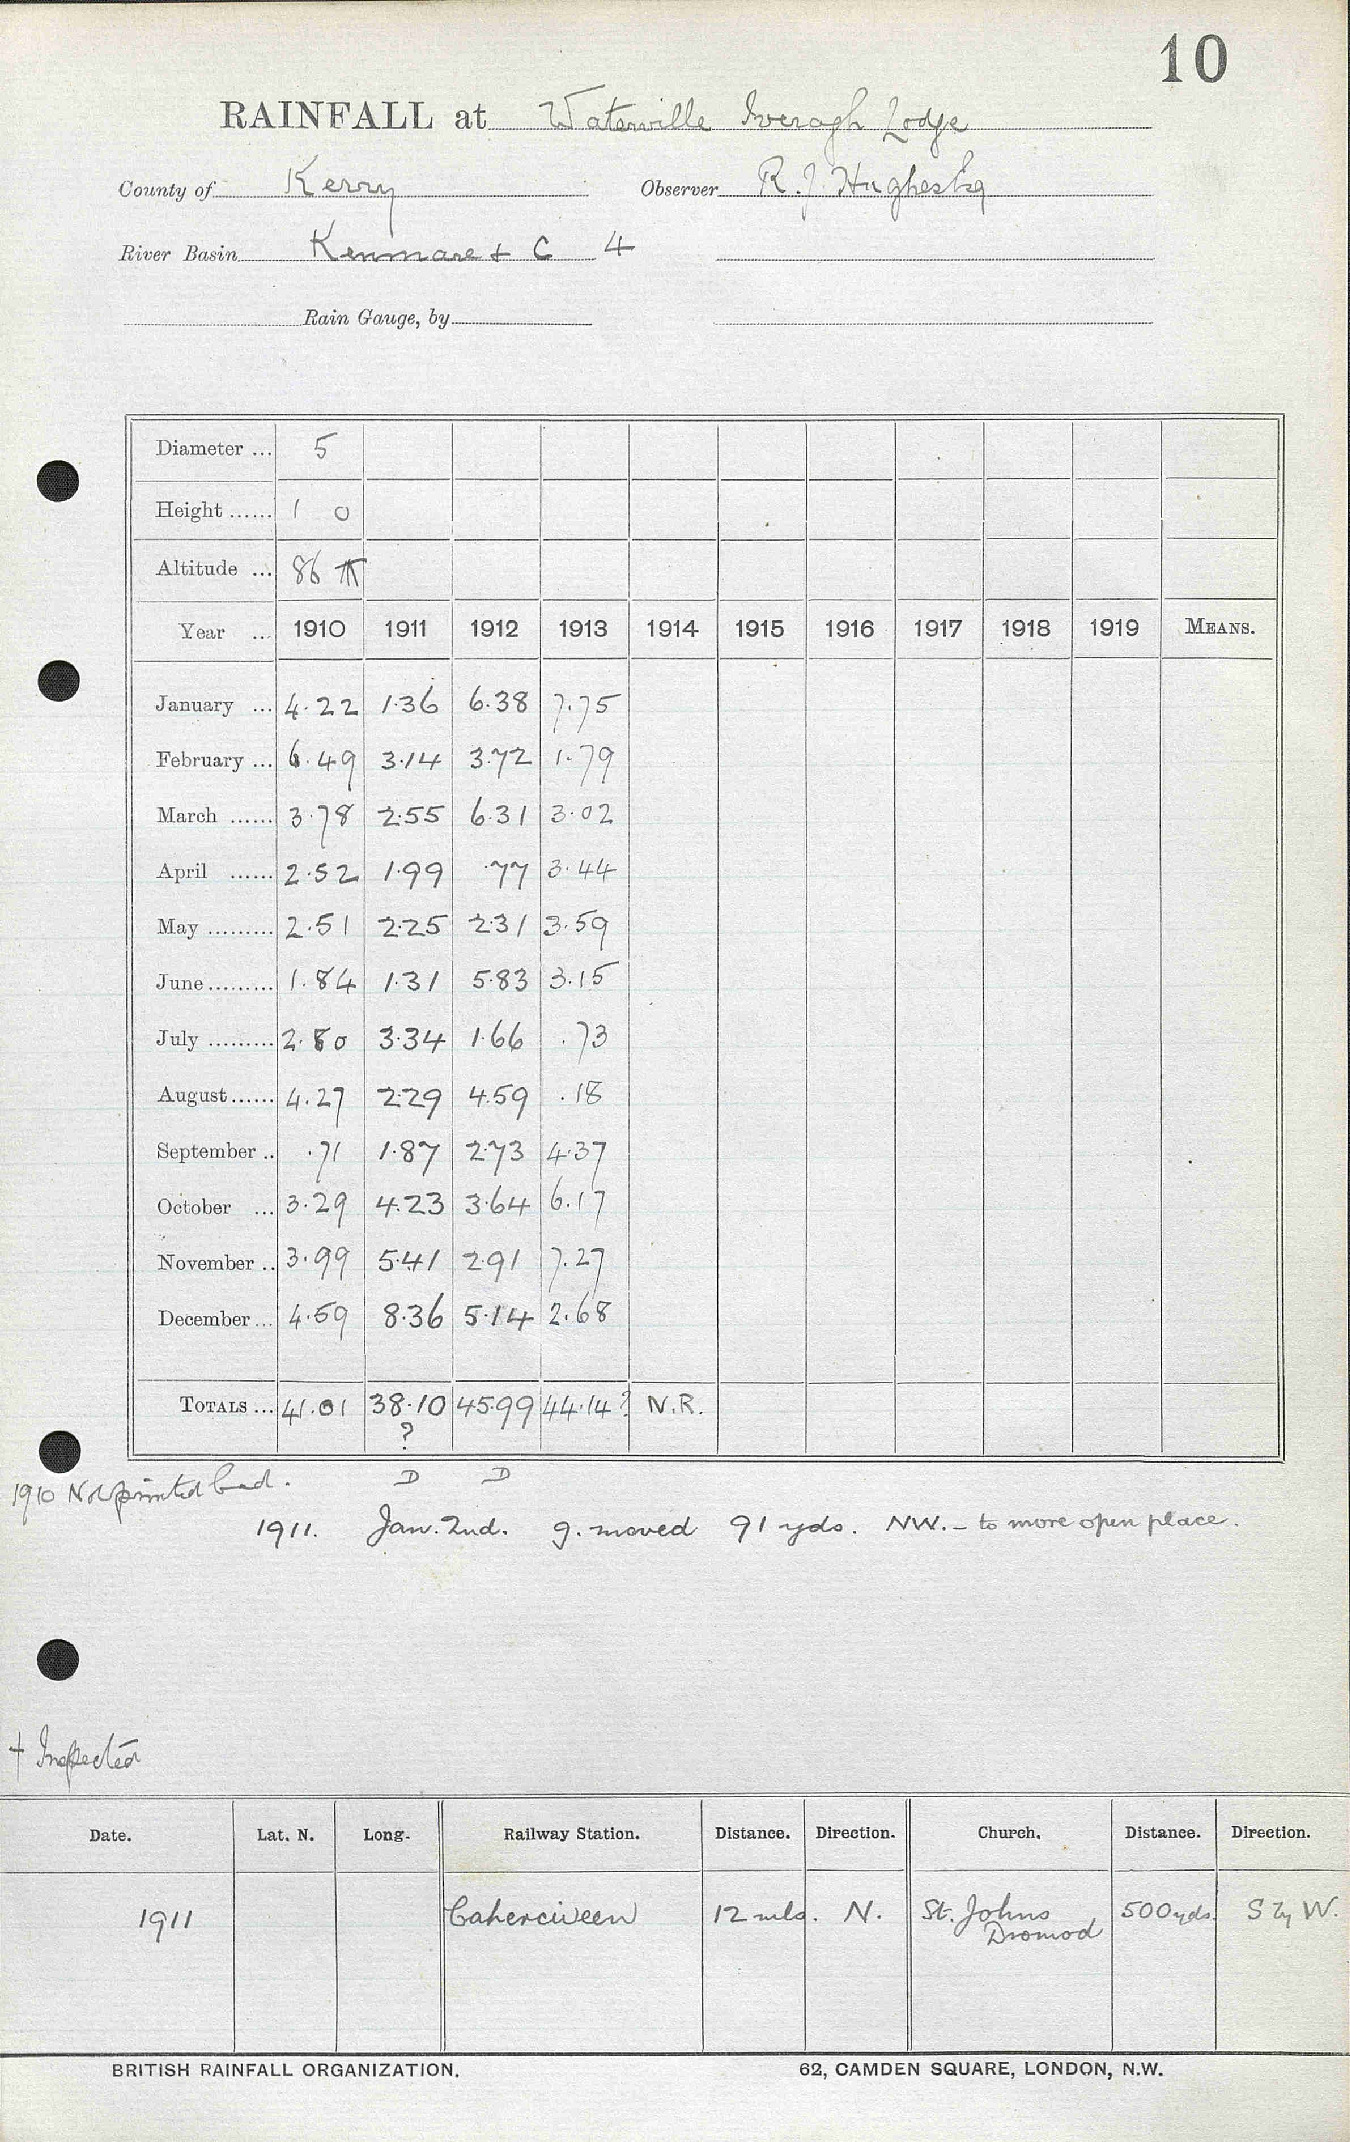 10
RAINFALL at Waterville Iveragh Lodge
County of Kerry Observer R. J. Hughes Esq
River Basin Kenmare + C 4
Rain Gauge, by
Diameter ... 5
Height ...... 1 0
Altitude ... 86
Year ... 1910 1911 1912 1913 1914 1915 1916 1917 1918 1919 MEANS.
January ... 4.22 1.36 6.38 7.75
February ... 6.49 3.14 3.72 1.79
March ...... 3.78 2.55 6.31 3.02
April ...... 2.52 1.99 .77 3.44
May ......... 2.51 2.25 2.31 3.59
June ......... 1.84 1.31 5.83 3.15
July ......... 2.80 3.34 1.66 .73
August ...... 4.27 2.29 4.59 .18
September .. .71 1.87 2.73 4.37
October ... 3.29 4.23 3.64 6.17
November .. 3.99 5.41 2.91 7.27
December ... 4.59 8.36 5.14 2.68
TOTALS ... 41.01 38.10 45.99 44.14? N.R.
?
D D
1910 Not printed bad.
1911. Jan. 2nd. g. moved 91 yds. NW. - to more open place.
+ Inspected
Date. Lat. N. Long. Railway Station. Distance. Direction. Church. Distance. Direction.
1911 Caherciveen 12 mls. N. St. Johns 500 yds. S by W.
Dromod
BRITISH RAINFALL ORGANIZATION. 62, CAMDEN SQUARE, LONDON, N.W.